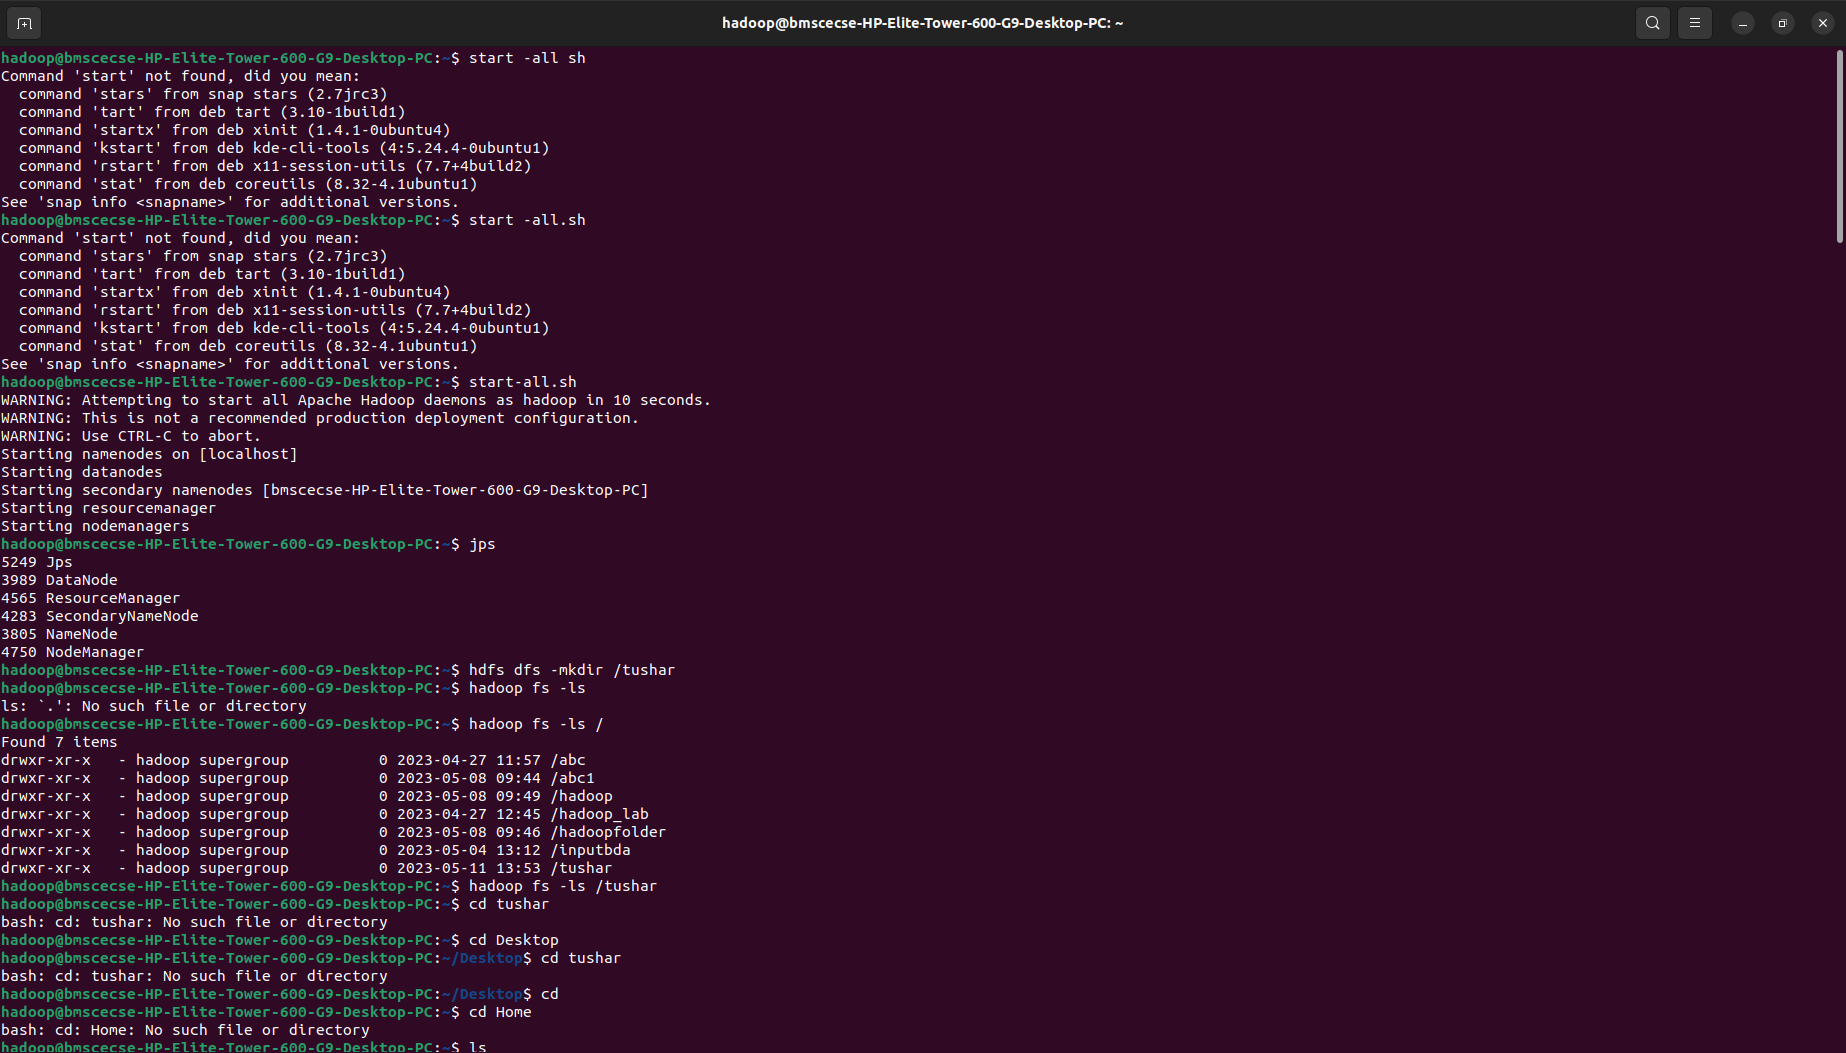 hadoop@bmscecse-HP-Elite-Tower-600-G9-Desktop-PC: ~
hadoop@bmscecse-HP-Elite-Tower-600-G9-Desktop-PC:~$ start -all sh
Command 'start' not found, did you mean:
  command 'stars' from snap stars (2.7jrc3)
  command 'tart' from deb tart (3.10-1build1)
  command 'startx' from deb xinit (1.4.1-0ubuntu4)
  command 'kstart' from deb kde-cli-tools (4:5.24.4-0ubuntu1)
  command 'rstart' from deb x11-session-utils (7.7+4build2)
  command 'stat' from deb coreutils (8.32-4.1ubuntu1)
See 'snap info <snapname>' for additional versions.
hadoop@bmscecse-HP-Elite-Tower-600-G9-Desktop-PC:~$ start -all.sh
Command 'start' not found, did you mean:
  command 'stars' from snap stars (2.7jrc3)
  command 'tart' from deb tart (3.10-1build1)
  command 'startx' from deb xinit (1.4.1-0ubuntu4)
  command 'rstart' from deb x11-session-utils (7.7+4build2)
  command 'kstart' from deb kde-cli-tools (4:5.24.4-0ubuntu1)
  command 'stat' from deb coreutils (8.32-4.1ubuntu1)
See 'snap info <snapname>' for additional versions.
hadoop@bmscecse-HP-Elite-Tower-600-G9-Desktop-PC:~$ start-all.sh
WARNING: Attempting to start all Apache Hadoop daemons as hadoop in 10 seconds.
WARNING: This is not a recommended production deployment configuration.
WARNING: Use CTRL-C to abort.
Starting namenodes on [localhost]
Starting datanodes
Starting secondary namenodes [bmscecse-HP-Elite-Tower-600-G9-Desktop-PC]
Starting resourcemanager
Starting nodemanagers
hadoop@bmscecse-HP-Elite-Tower-600-G9-Desktop-PC:~$ jps
5249 Jps
3989 DataNode
4565 ResourceManager
4283 SecondaryNameNode
3805 NameNode
4750 NodeManager
hadoop@bmscecse-HP-Elite-Tower-600-G9-Desktop-PC:~$ hdfs dfs -mkdir /tushar
hadoop@bmscecse-HP-Elite-Tower-600-G9-Desktop-PC:~$ hadoop fs -ls
ls: `.': No such file or directory
hadoop@bmscecse-HP-Elite-Tower-600-G9-Desktop-PC:~$ hadoop fs -ls /
Found 7 items
drwxr-xr-x   - hadoop supergroup          0 2023-04-27 11:57 /abc
drwxr-xr-x   - hadoop supergroup          0 2023-05-08 09:44 /abc1
drwxr-xr-x   - hadoop supergroup          0 2023-05-08 09:49 /hadoop
drwxr-xr-x   - hadoop supergroup          0 2023-04-27 12:45 /hadoop_lab
drwxr-xr-x   - hadoop supergroup          0 2023-05-08 09:46 /hadoopfolder
drwxr-xr-x   - hadoop supergroup          0 2023-05-04 13:12 /inputbda
drwxr-xr-x   - hadoop supergroup          0 2023-05-11 13:53 /tushar
hadoop@bmscecse-HP-Elite-Tower-600-G9-Desktop-PC:~$ hadoop fs -ls /tushar
hadoop@bmscecse-HP-Elite-Tower-600-G9-Desktop-PC:~$ cd tushar
bash: cd: tushar: No such file or directory
hadoop@bmscecse-HP-Elite-Tower-600-G9-Desktop-PC:~$ cd Desktop
hadoop@bmscecse-HP-Elite-Tower-600-G9-Desktop-PC:~/Desktop$ cd tushar
bash: cd: tushar: No such file or directory
hadoop@bmscecse-HP-Elite-Tower-600-G9-Desktop-PC:~/Desktop$ cd
hadoop@bmscecse-HP-Elite-Tower-600-G9-Desktop-PC:~$ cd Home
bash: cd: Home: No such file or directory
hadoop@bmscecse-HP-Elite-Tower-600-G9-Desktop-PC:~$ ls